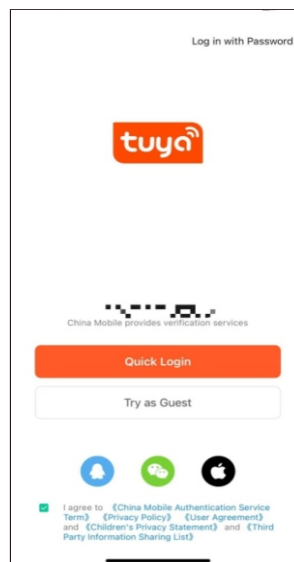 Log in with Password
tuya
China Mobile provides verification services
Quick Login
Try as Guest
I agree to 《China Mobile Authentication Service
Term》 《Privacy Policy》 《User Agreement》
and 《Children's Privacy Statement》 and 《Third
Party Information Sharing List》